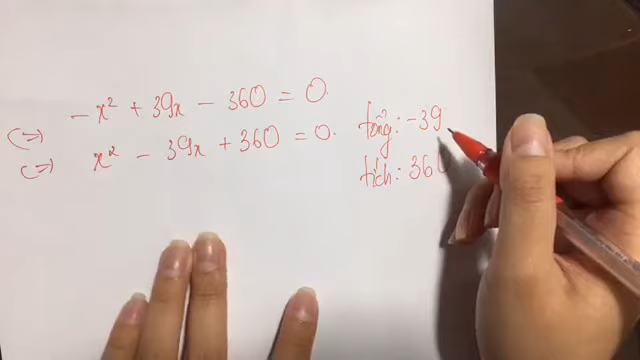 - x² + 39x - 360 = 0.
<=>
<=> x² - 39x + 360 = 0.
tổng: -39
tích: 360